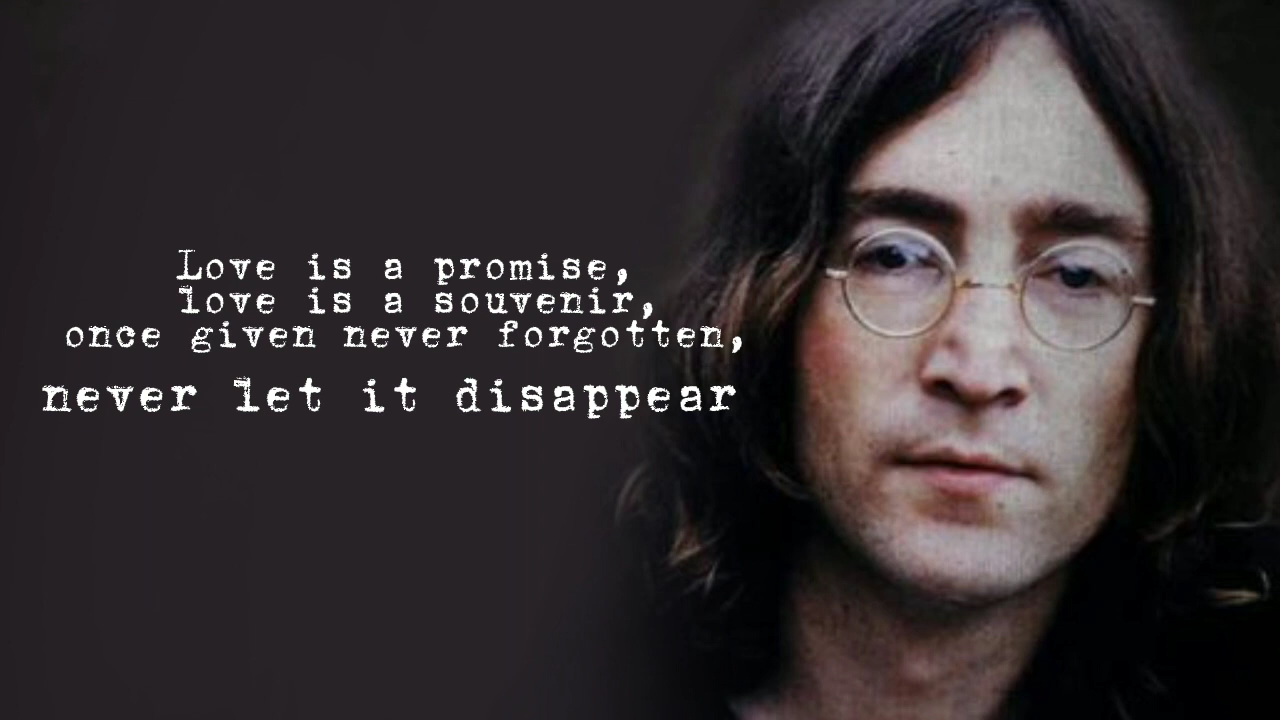 Love is a promise,
love is a souvenir,
once given never forgotten,
never let it disappear